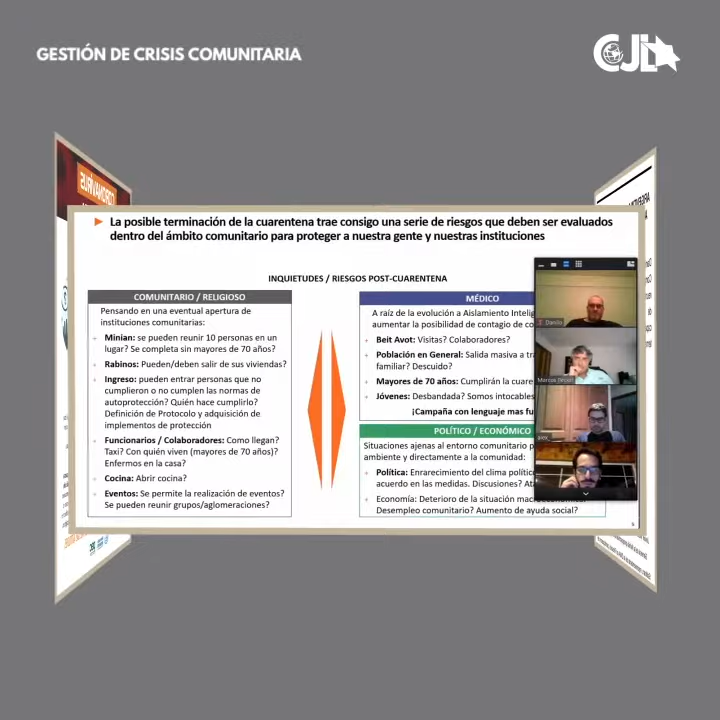 GESTIÓN DE CRISIS COMUNITARIA
CJL
La posible terminación de la cuarentena trae consigo una serie de riesgos que deben ser evaluados
dentro del ámbito comunitario para proteger a nuestra gente y nuestras instituciones
INQUIETUDES / RIESGOS POST-CUARENTENA
COMUNITARIO / RELIGIOSO
Pensando en una eventual apertura de
instituciones comunitarias:
Minian: se pueden reunir 10 personas en un
lugar? Se completa sin mayores de 70 años?
Rabinos: Pueden/deben salir de sus viviendas?
Ingreso: pueden entrar personas que no
cumplieron o no cumplen las normas de
autoprotección? Quién hace cumplirlo?
Definición de Protocolo y adquisición de
implementos de protección
Funcionarios / Colaboradores: Como llegan?
Taxi? Con quién viven (mayores de 70 años)?
Enfermos en la casa?
Cocina: Abrir cocina?
Eventos: Se permite la realización de eventos?
Se pueden reunir grupos/aglomeraciones?
MÉDICO
A raíz de la evolución a Aislamiento
aumentar la posibilidad de contagio de
Beit Avot: Visitas? Colaboradores?
Población en General: Salida masiva a
familiar? Descuido?
Mayores de 70 años: Cumplirán la
Jóvenes: Desbandada? Somos intocables
¡Campaña con lenguaje mas
POLÍTICO / ECONÓMICO
Situaciones ajenas al entorno comunitario
ambiente y directamente a la comunidad:
Política: Enrarecimiento del clima
acuerdo en las medidas. Discusiones?
Economía: Deterioro de la situación
Desempleo comunitario? Aumento de ayuda social?
Danilo
Marcos